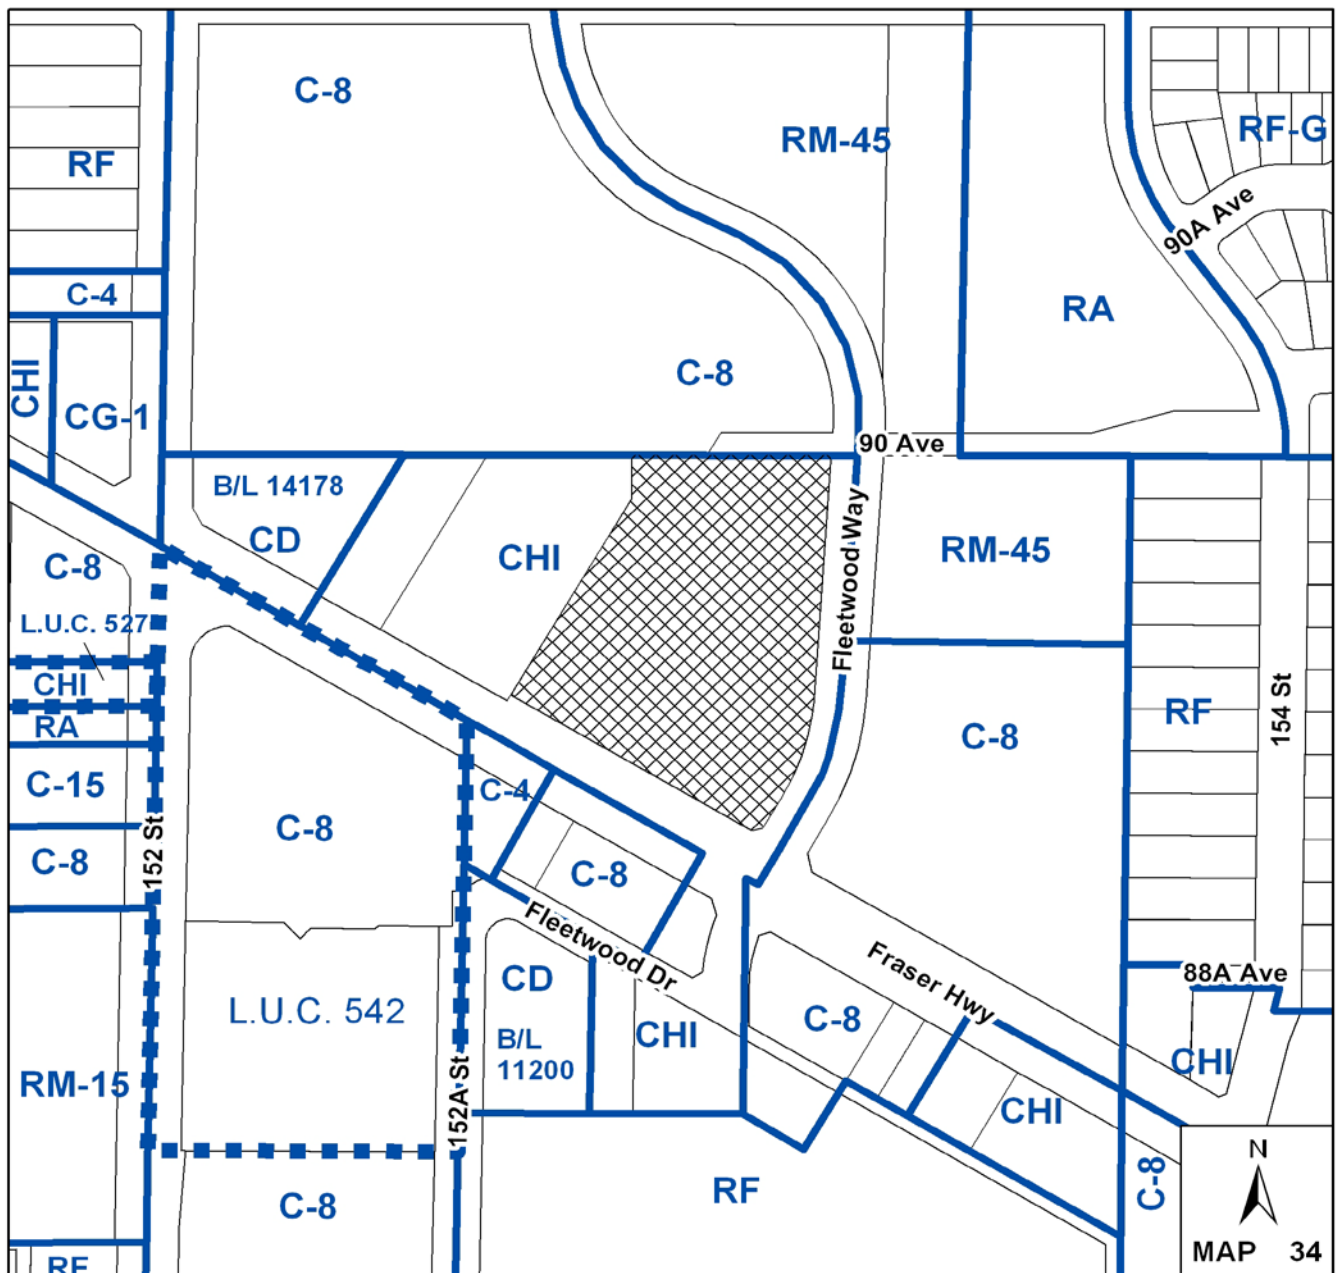 C-8
RM-45
RF-G
RF
90A Ave
C-4
RA
C-8
CHI
CG-1
90 Ave
B/L 14178
CD
CHI
Fleetwood Way
RM-45
C-8
L.U.C. 527
CHI
RA
RF
154 St
C-8
C-15
C-4
C-8
152 St
C-8
C-8
Fleetwood Dr
Fraser Hwy
88A Ave
CD
L.U.C. 542
C-8
CHI
B/L
11200
CHI
RM-15
CHI
152A St
C-8
N
C-8
RF
MAP 34
RF